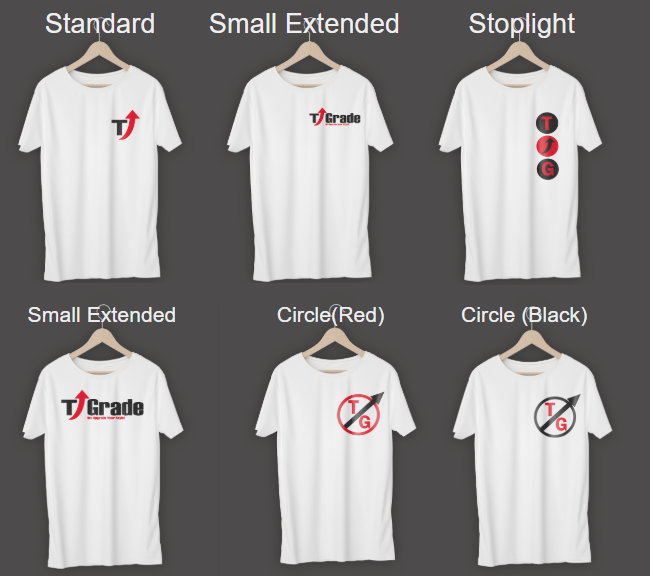 Standard
Small Extended
Stoplight
T
T Grade
T
G
Small Extended
Circle(Red)
Circle (Black)
T Grade
T
G
T
G